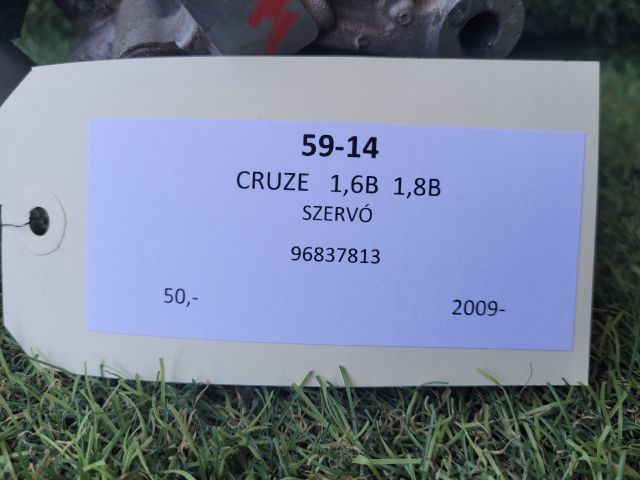 59-14
CRUZE 1,6B 1,8B
SZERVÓ
96837813
50,- 2009-